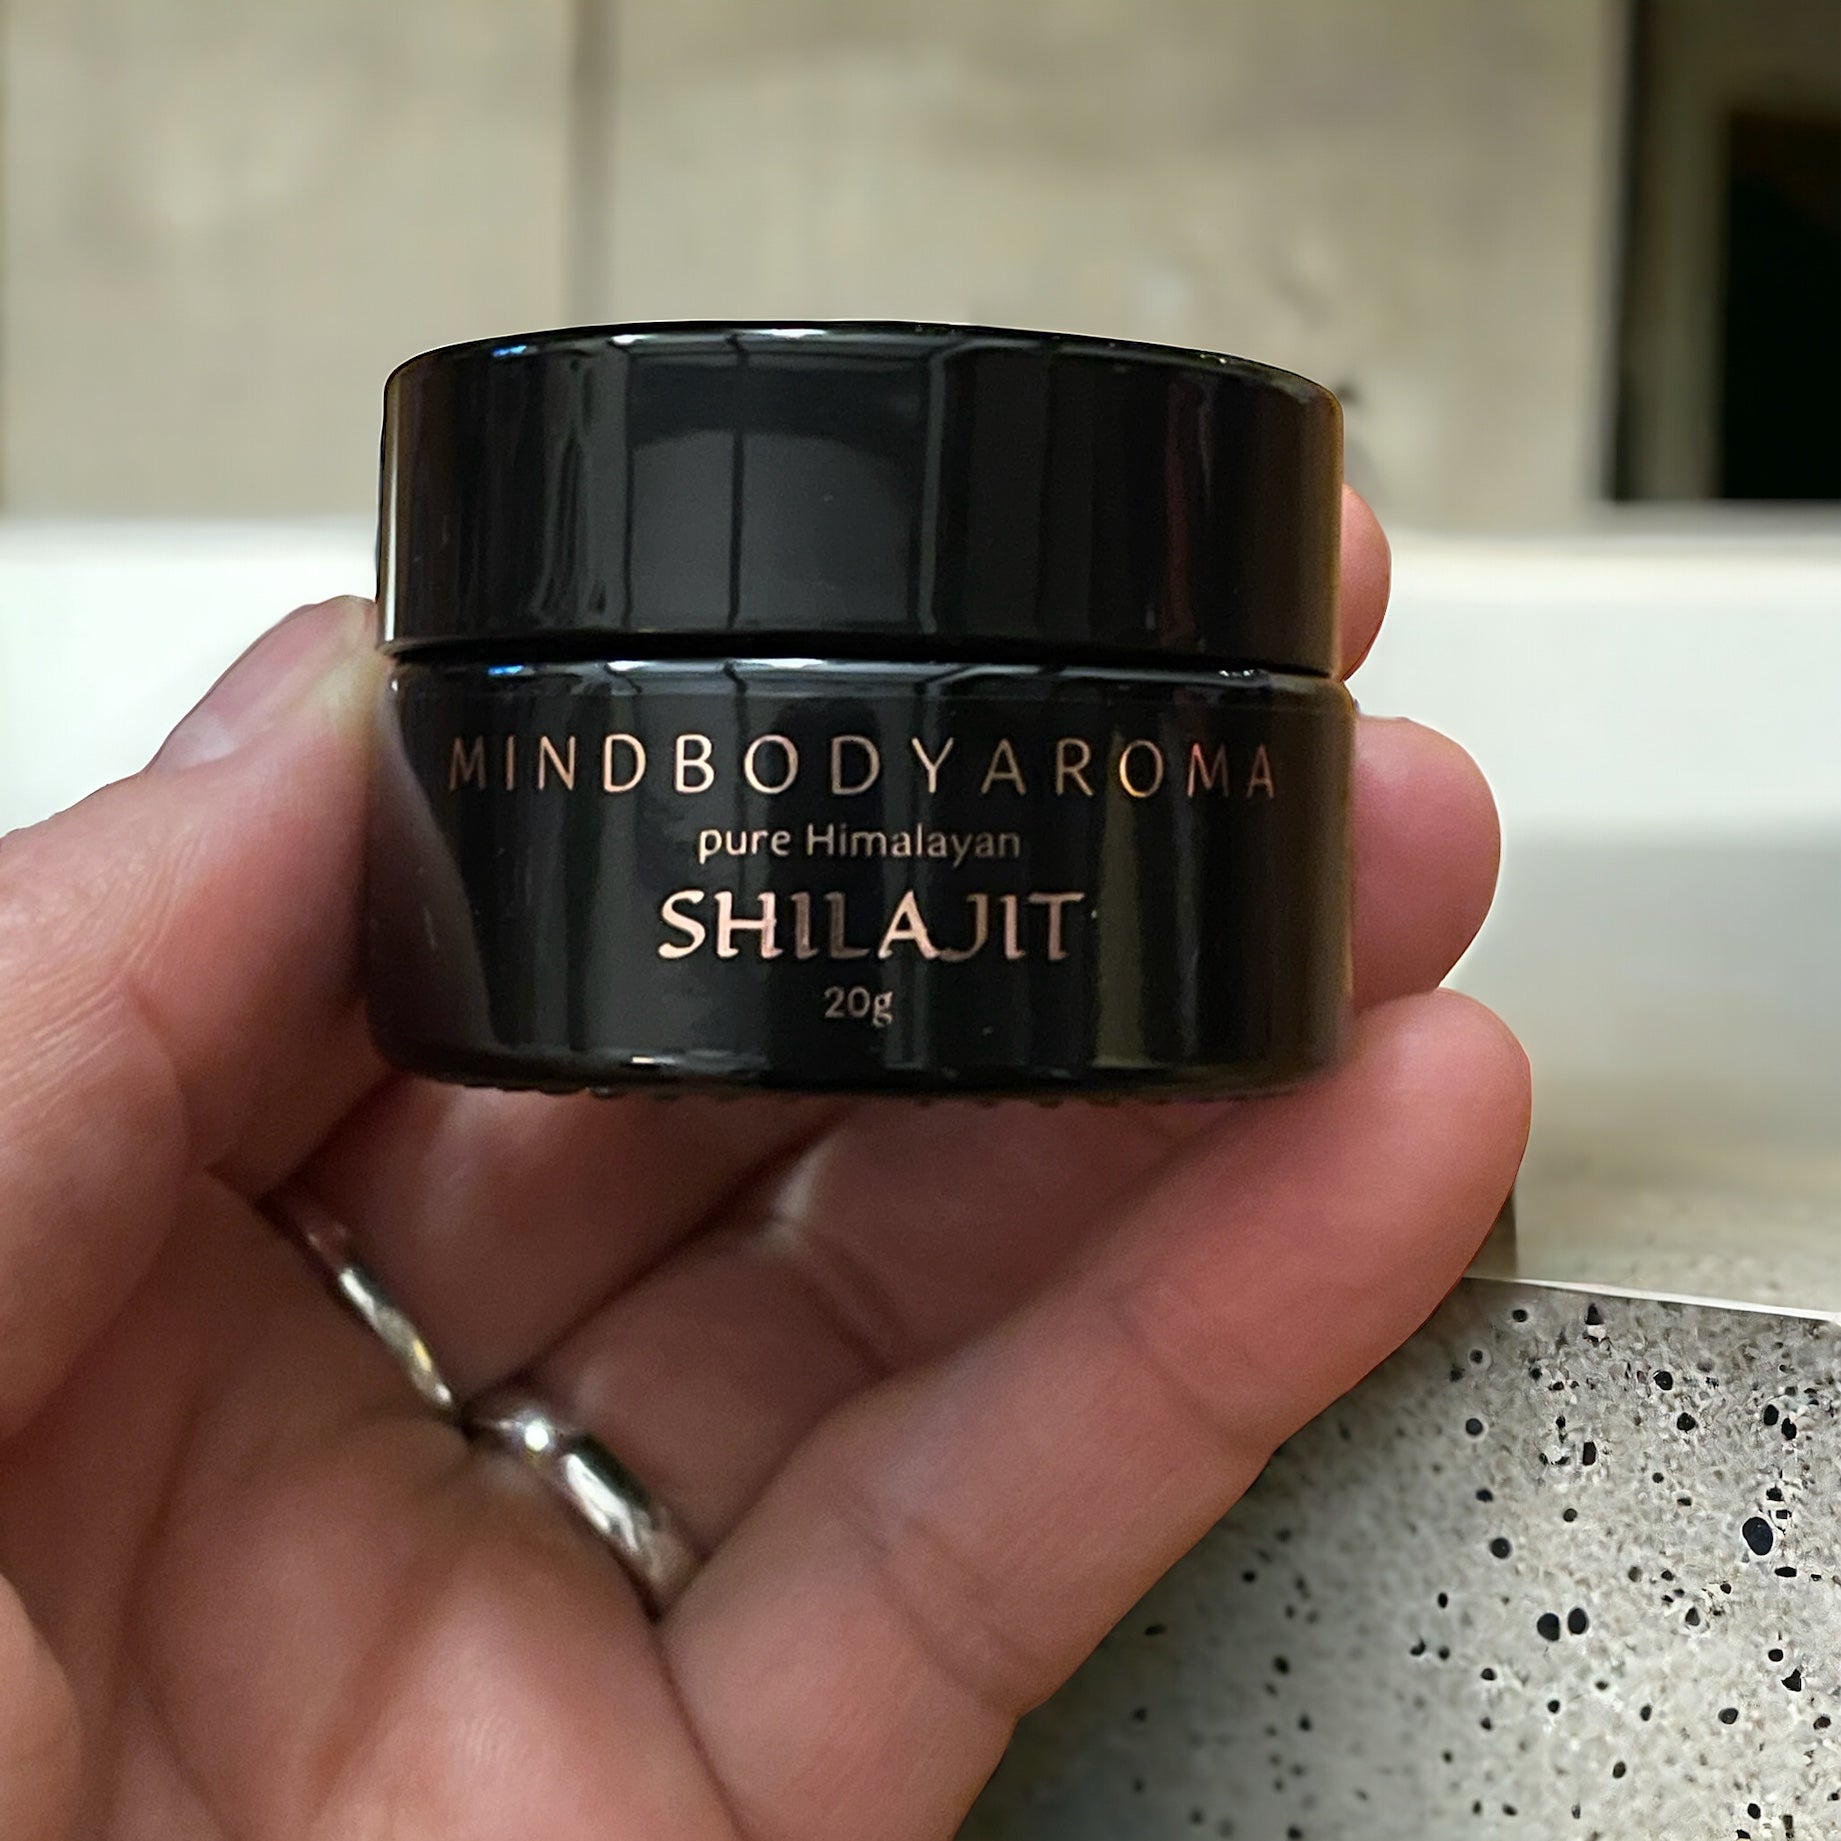 MINDBODYAROMA
pure Himalayan
SHILAJIT
20g